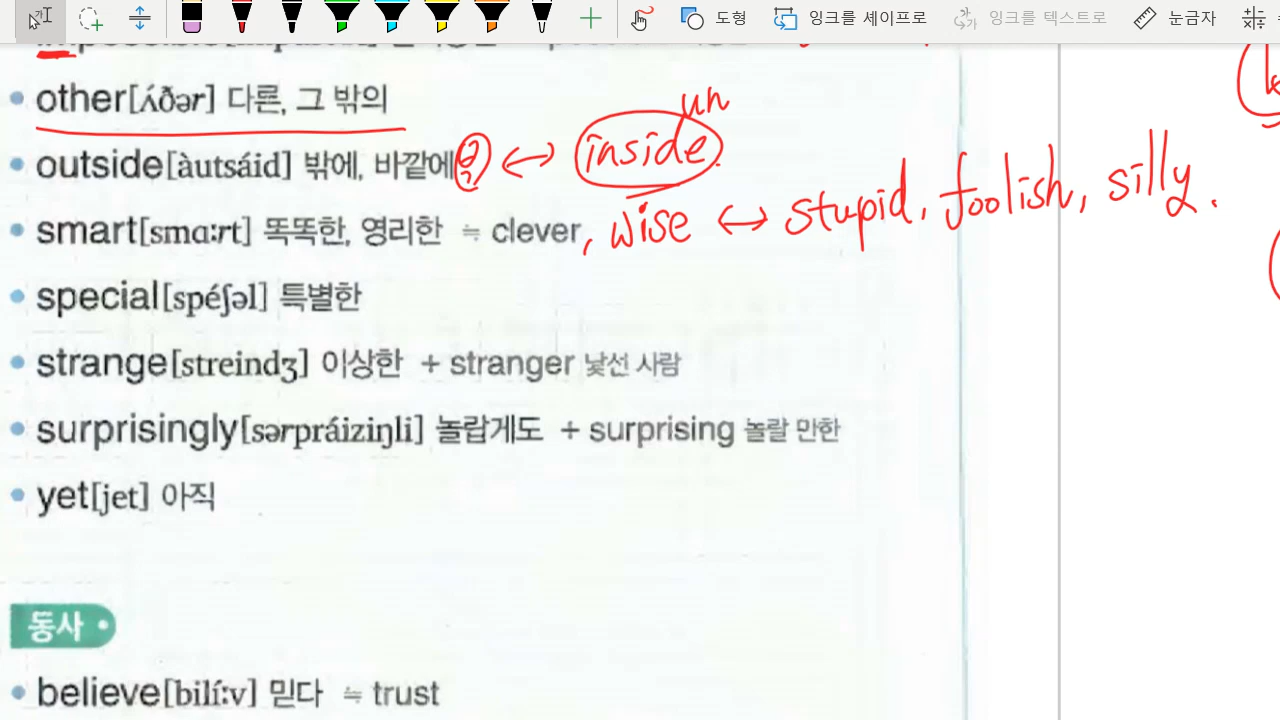 가 도형 잉크를 셰이프로 가 잉크를 텍스트로 눈금자
other[ʌ́ðər] 다른, 그 밖의
un
outside[àutsáid] 밖에, 바깥에 ↔ inside.
smart[smɑːrt] 똑똑한, 영리한 ≒ clever, wise ↔ stupid, foolish, silly.
special[spéʃəl] 특별한
strange[streindʒ] 이상한 + stranger 낯선 사람
surprisingly[sərpráiziŋli] 놀랍게도 + surprising 놀랄 만한
yet[jet] 아직
동사
believe[bilíːv] 믿다 ≒ trust